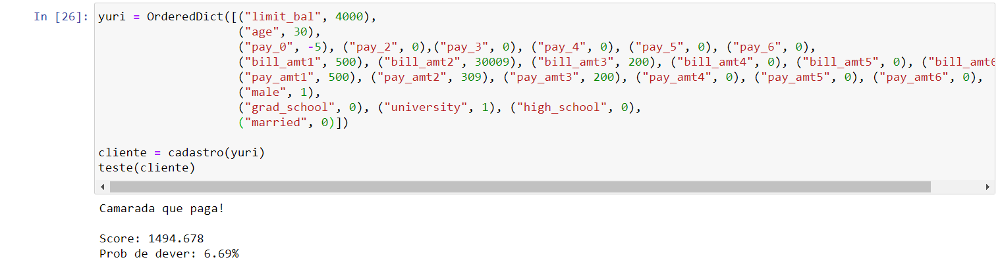 In [26]: yuri = OrderedDict([("limit_bal", 4000),
("age", 30),
("pay_0", -5), ("pay_2", 0),("pay_3", 0), ("pay_4", 0), ("pay_5", 0), ("pay_6", 0),
("bill_amt1", 500), ("bill_amt2", 30009), ("bill_amt3", 200), ("bill_amt4", 0), ("bill_amt5", 0), ("bill_amt6
("pay_amt1", 500), ("pay_amt2", 309), ("pay_amt3", 200), ("pay_amt4", 0), ("pay_amt5", 0), ("pay_amt6", 0),
("male", 1),
("grad_school", 0), ("university", 1), ("high_school", 0),
("married", 0)])
cliente = cadastro(yuri)
teste(cliente)
Camarada que paga!
Score: 1494.678
Prob de dever: 6.69%